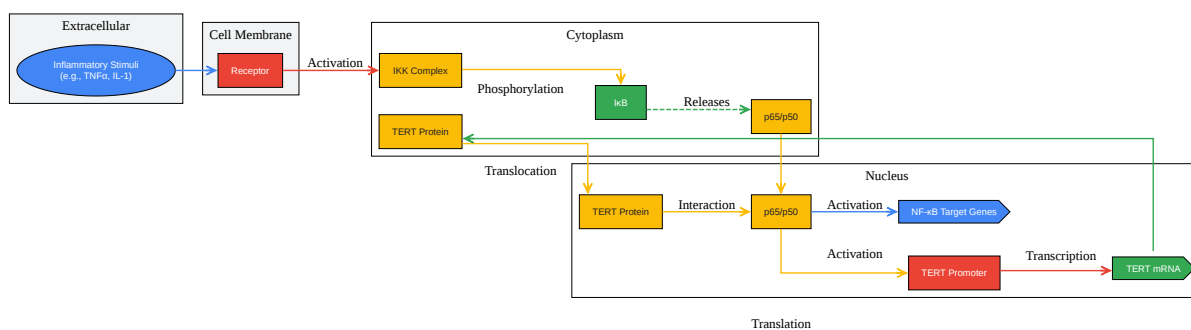 Extracellular
Inflammatory Stimuli
(e.g., TNFα, IL-1)
Cell Membrane
Receptor
Activation
Cytoplasm
IKK Complex
Phosphorylation
IκB
Releases
p65/p50
TERT Protein
Translocation
Nucleus
TERT Protein
Interaction
p65/p50
Activation
NF-κB Target Genes
Activation
TERT Promoter
Transcription
TERT mRNA
Translation